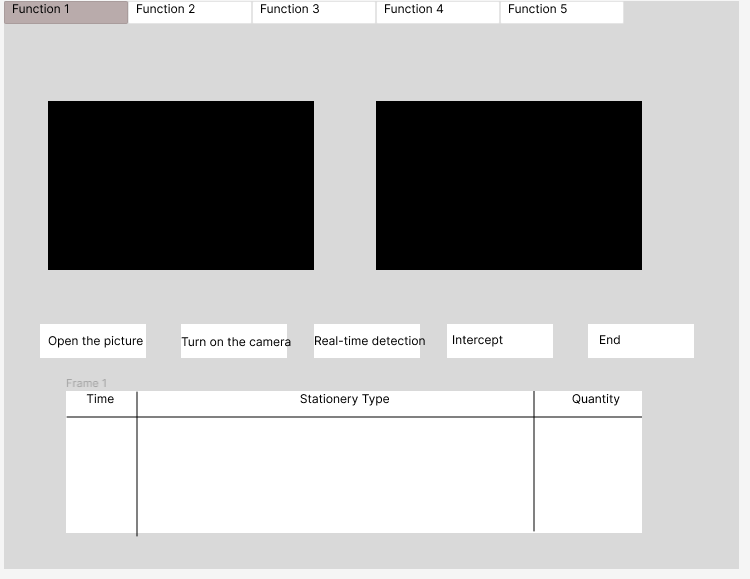 Function 1
Function 2
Function 3
Function 4
Function 5
Open the picture
Turn on the camera
Real-time detection
Intercept
End
Frame 1
Time
Stationery Type
Quantity